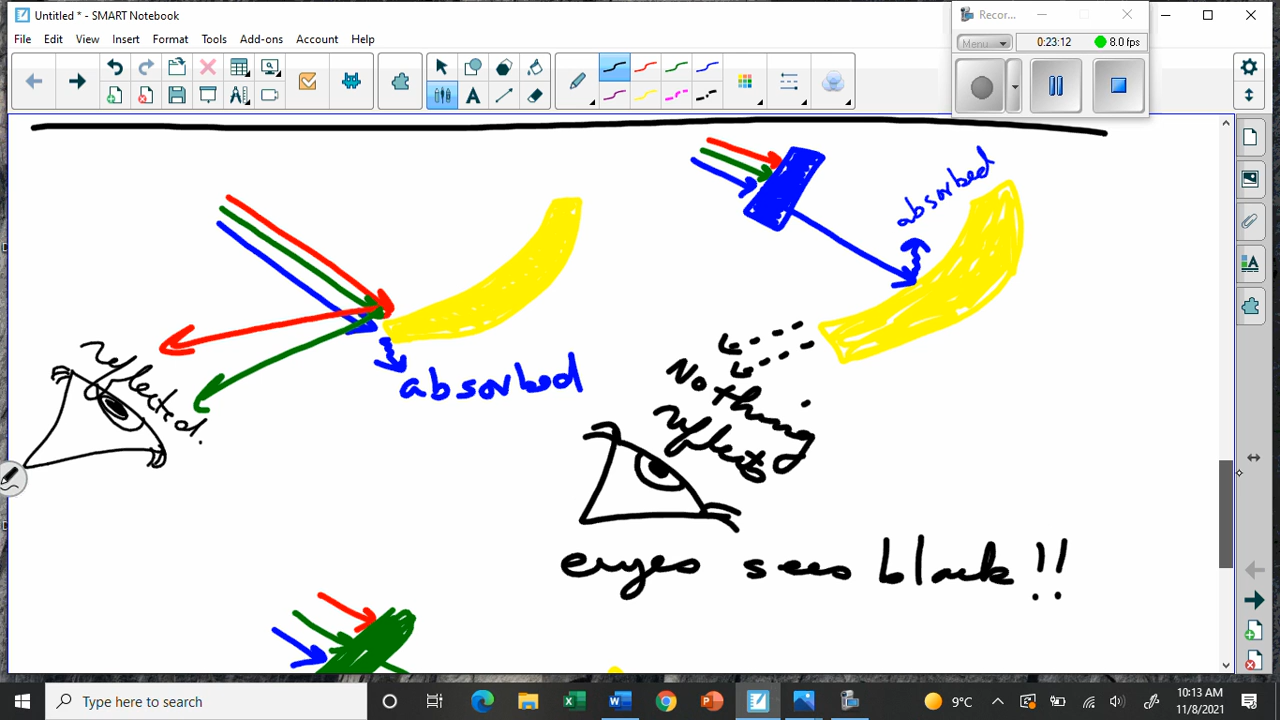 Untitled * - SMART Notebook
Recor...
File Edit View Insert Format Tools Add-ons Account Help
Menu
0:23:12
8.0 fps
absorbed
reflected.
absorbed
Nothing
reflects
eryes sees black !!
Type here to search
9°C
10:13 AM
11/8/2021